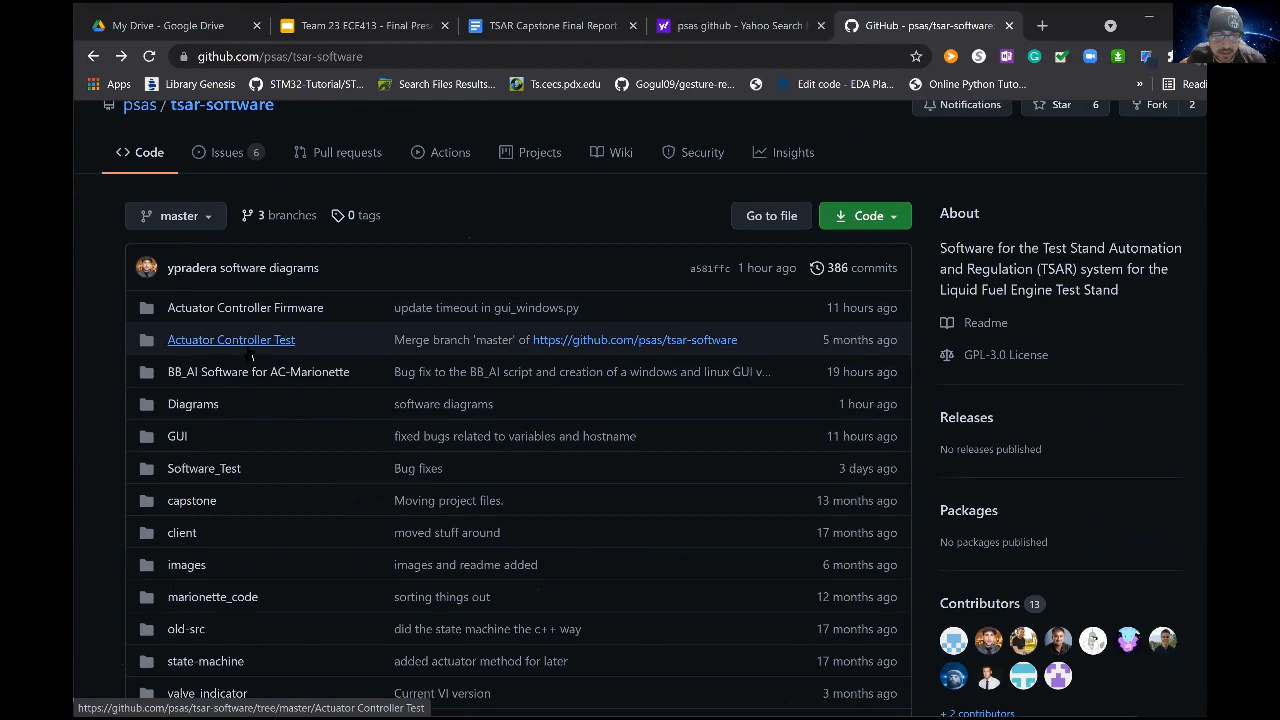 My Drive - Google Drive
Team 23 ECE413 - Final Pres
TSAR Capstone Final Report
psas github - Yahoo Search
GitHub - psas/tsar-software
github.com/psas/tsar-software
Apps
Library Genesis
STM32-Tutorial/ST...
Search Files Results...
Ts.cecs.pdx.edu
Gogul09/gesture-re...
Edit code - EDA Pla...
Online Python Tuto...
»
Readi
psas / tsar-software
Notifications
Star 6
Fork 2
Code
Issues 6
Pull requests
Actions
Projects
Wiki
Security
Insights
master
3 branches
0 tags
Go to file
Code
ypradera software diagrams a581ffc 1 hour ago 386 commits
Actuator Controller Firmware update timeout in gui_windows.py 11 hours ago
Actuator Controller Test Merge branch 'master' of https://github.com/psas/tsar-software 5 months ago
BB_AI Software for AC-Marionette Bug fix to the BB_AI script and creation of a windows and linux GUI v... 19 hours ago
Diagrams software diagrams 1 hour ago
GUI fixed bugs related to variables and hostname 11 hours ago
Software_Test Bug fixes 3 days ago
capstone Moving project files. 13 months ago
client moved stuff around 17 months ago
images images and readme added 6 months ago
marionette_code sorting things out 12 months ago
old-src did the state machine the c++ way 17 months ago
state-machine added actuator method for later 17 months ago
valve_indicator Current VI version 3 months ago
About
Software for the Test Stand Automation
and Regulation (TSAR) system for the
Liquid Fuel Engine Test Stand
Readme
GPL-3.0 License
Releases
No releases published
Packages
No packages published
Contributors 13
+ 2 contributors
https://github.com/psas/tsar-software/tree/master/Actuator Controller Test